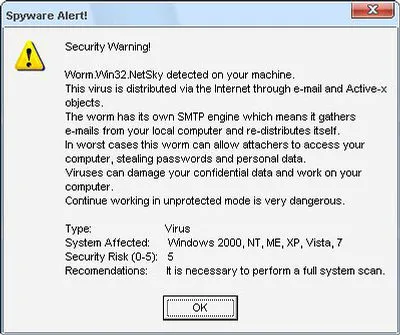 Spyware Alert!
Security Warning!
Worm.Win32.NetSky detected on your machine.
This virus is distributed via the Internet through e-mail and Active-x
objects.
The worm has its own SMTP engine which means it gathers
e-mails from your local computer and re-distributes itself.
In worst cases this worm can allow attachers to access your
computer, stealing passwords and personal data.
Viruses can damage your confidential data and work on your
computer.
Continue working in unprotected mode is very dangerous.
Type: Virus
System Affected: Windows 2000, NT, ME, XP, Vista, 7
Security Risk (0-5): 5
Recomendations: It is necessary to perform a full system scan.
OK